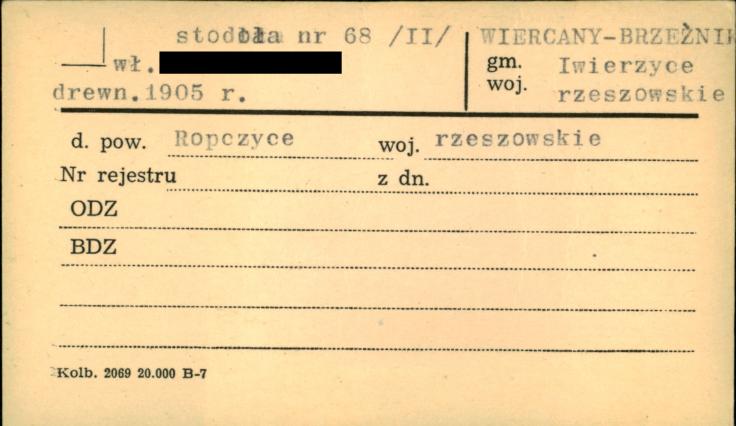 stodoła nr 68 /II/ WIERCANY-BRZEŹNIK
wł. gm. Iwierzyce
drewn.1905 r. woj. rzeszowskie
d. pow. Ropczyce woj. rzeszowskie
Nr rejestru z dn.
ODZ
BDZ
Kolb. 2069 20.000 B-7